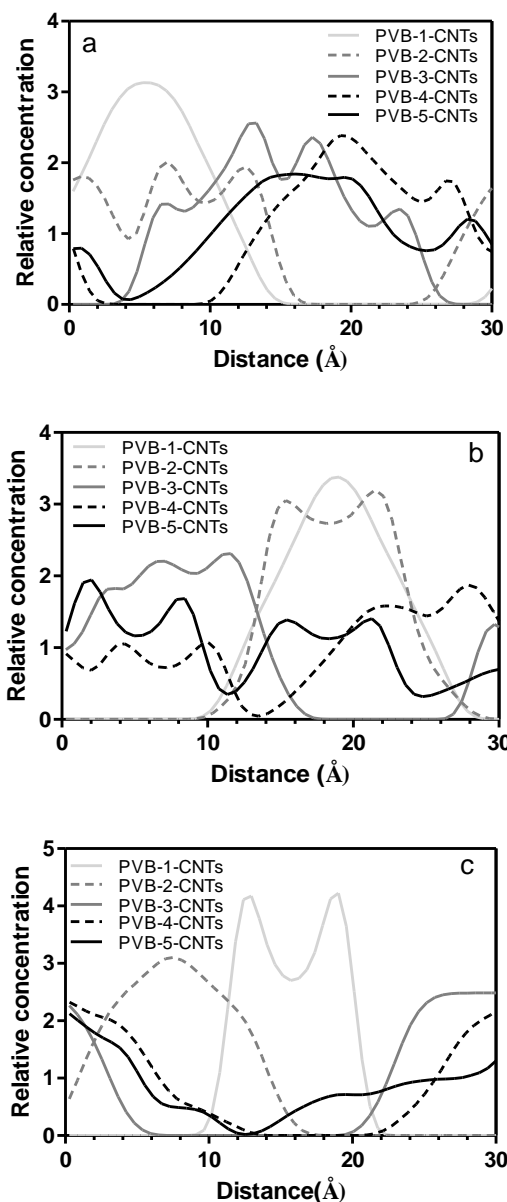 4
a
PVB-1-CNTs
PVB-2-CNTs
3
PVB-3-CNTs
PVB-4-CNTs
PVB-5-CNTs
2
1
0
Relative concentration
0 10 20 30
Distance (Å)
4
b
PVB-1-CNTs
PVB-2-CNTs
3
PVB-3-CNTs
PVB-4-CNTs
PVB-5-CNTs
2
1
0
Relative concentration
0 10 20 30
Distance (Å)
5
c
PVB-1-CNTs
PVB-2-CNTs
4
PVB-3-CNTs
PVB-4-CNTs
PVB-5-CNTs
3
2
1
0
Relative concentration
0 10 20 30
Distance(Å)